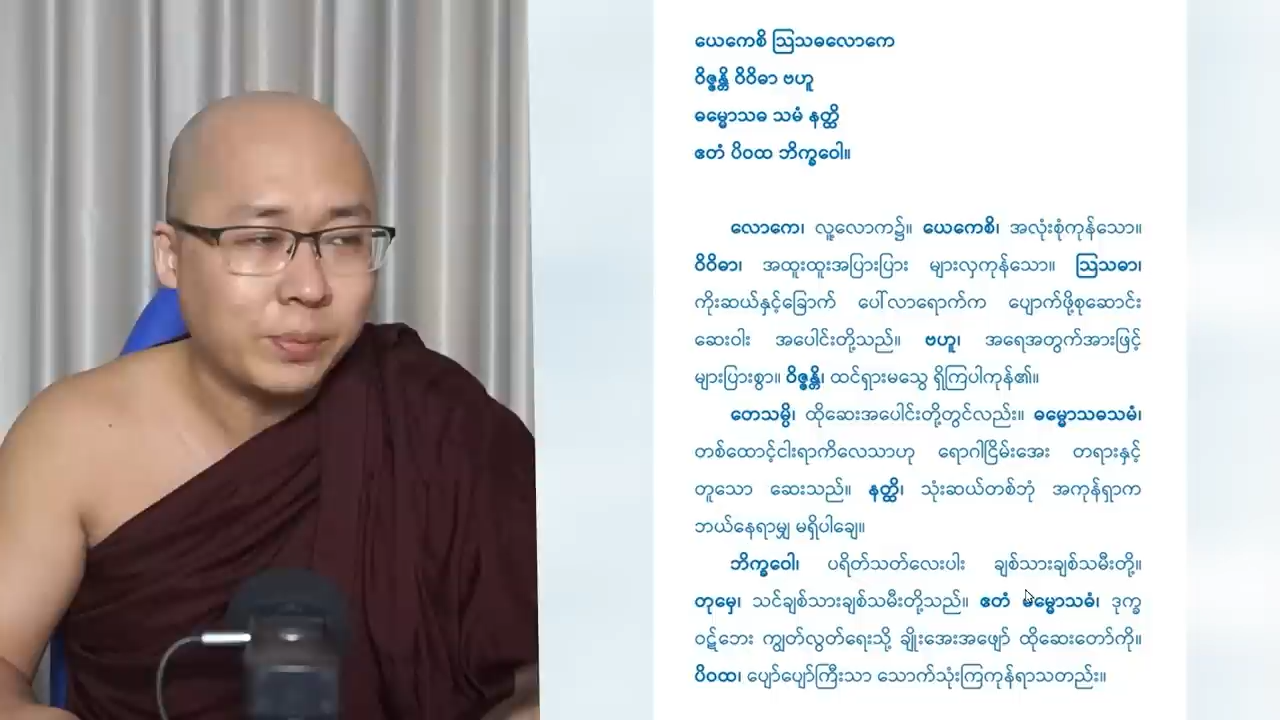 ယေကေစိ ဩသဓလောကေ
ဝိဇ္ဇန္တိ ဝိဝိဓာ ဗဟူ
ဓမ္မောသဓ သမံ နတ္ထိ
ဧတံ ပိဝထ ဘိက္ခဝေါ။
လောကေ၊ လူ့လောက၌။ ယေကေစိ၊ အလုံးစုံကုန်သော။
ဝိဝိဓာ၊ အထူးထူးအပြားပြား များလှကုန်သော။ ဩသဓာ၊
ကိုးဆယ်နှင့်ခြောက် ပေါ်လာရောက်က ပျောက်ဖို့စုဆောင်း
ဆေးဝါး အပေါင်းတို့သည်။ ဗဟူ၊ အရေအတွက်အားဖြင့်
များပြားစွာ။ ဝိဇ္ဇန္တိ၊ ထင်ရှားမသွေ ရှိကြပါကုန်၏။
တေသမ္ပိ၊ ထိုဆေးအပေါင်းတို့တွင်လည်း။ ဓမ္မောသဓသမံ၊
တစ်ထောင့်ငါးရာကိလေသာဟု ရောဂါငြိမ်းအေး တရားနှင့်
တူသော ဆေးသည်။ နတ္ထိ၊ သုံးဆယ်တစ်ဘုံ အကုန်ရှာက
ဘယ်နေရာမျှ မရှိပါချေ။
ဘိက္ခဝေါ၊ ပရိတ်သတ်လေးပါး ချစ်သားချစ်သမီးတို့။
တုမှေ၊ သင်ချစ်သားချစ်သမီးတို့သည်။ ဧတံ ဓမ္မောသဓံ၊ ဒုက္ခ
ဝဋ်ဘေး ကျွတ်လွတ်ရေးသို့ ချိုးအေးအဖျော် ထိုဆေးတော်ကို။
ပိဝထ၊ ပျော်ပျော်ကြီးသာ သောက်သုံးကြကုန်ရာသတည်း။